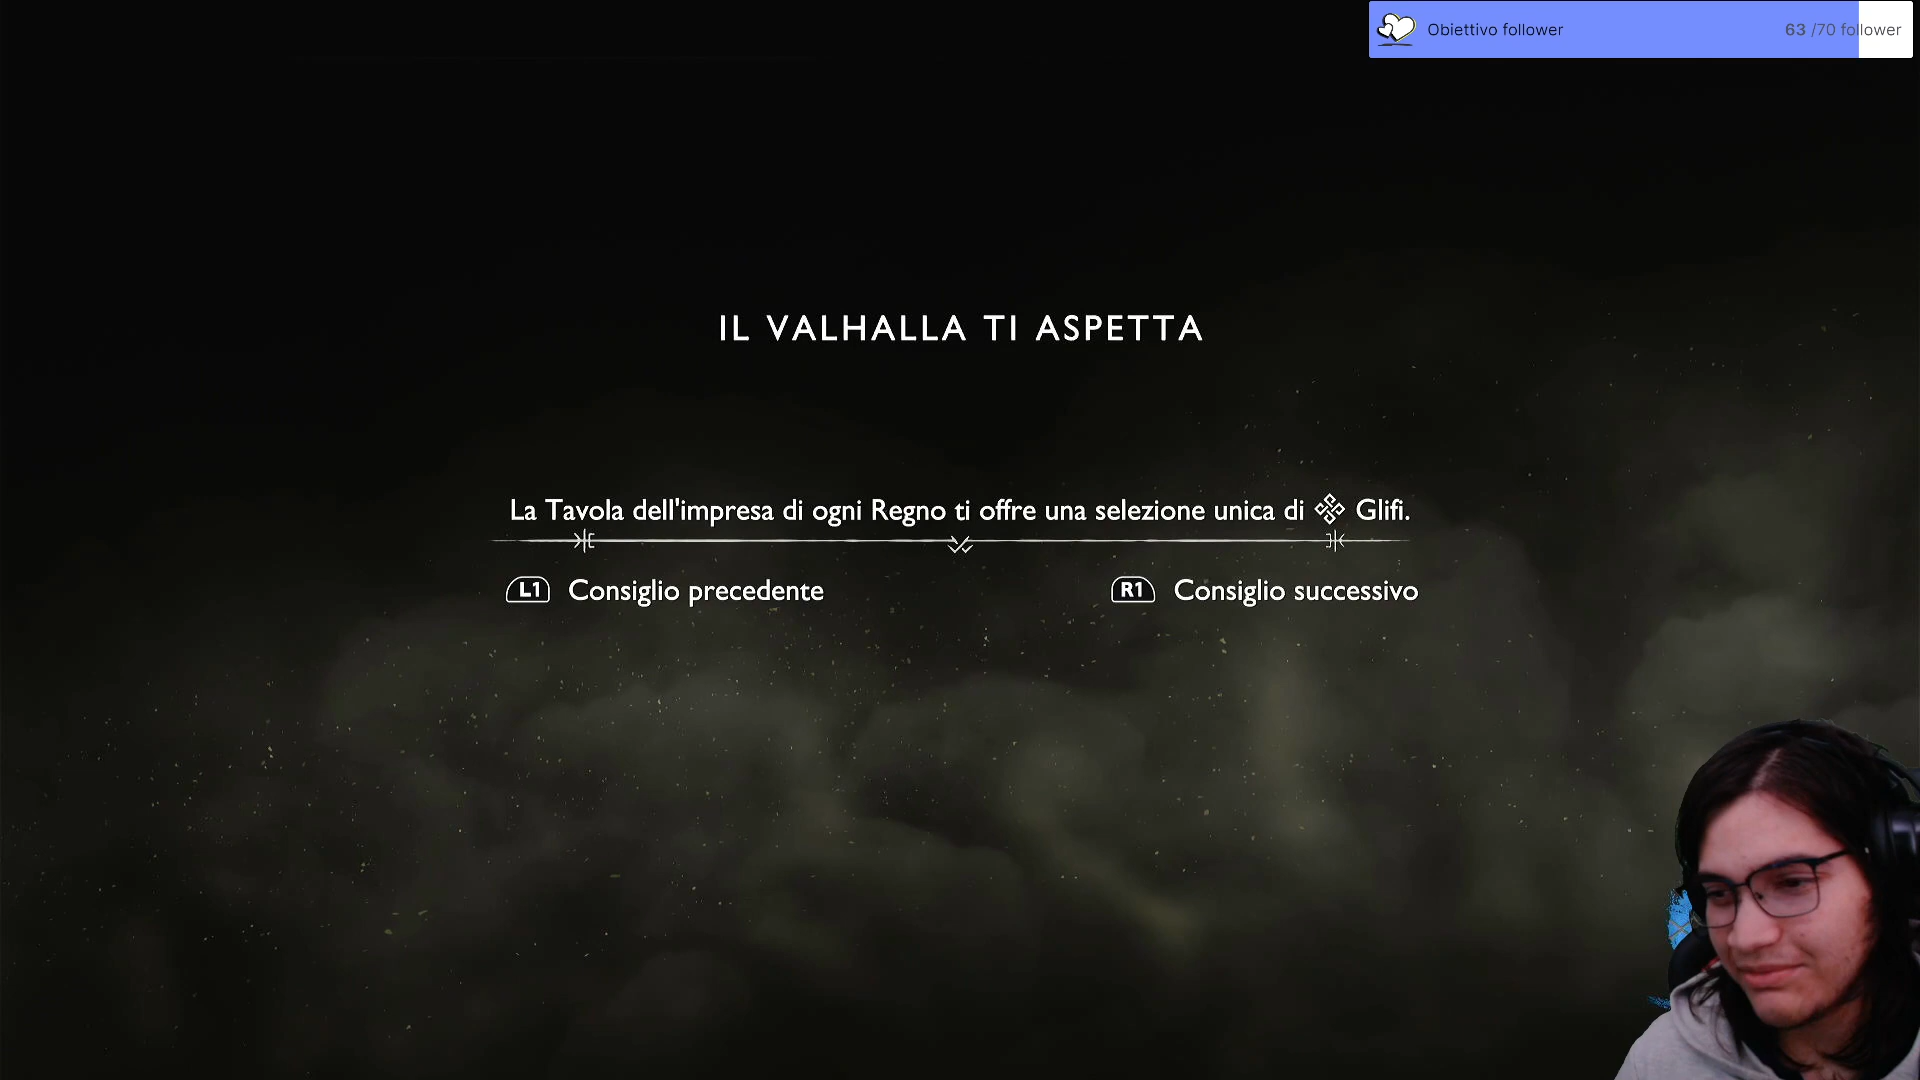 Obiettivo follower 63 /70 follower
IL VALHALLA TI ASPETTA
La Tavola dell'impresa di ogni Regno ti offre una selezione unica di Glifi.
L1 Consiglio precedente R1 Consiglio successivo